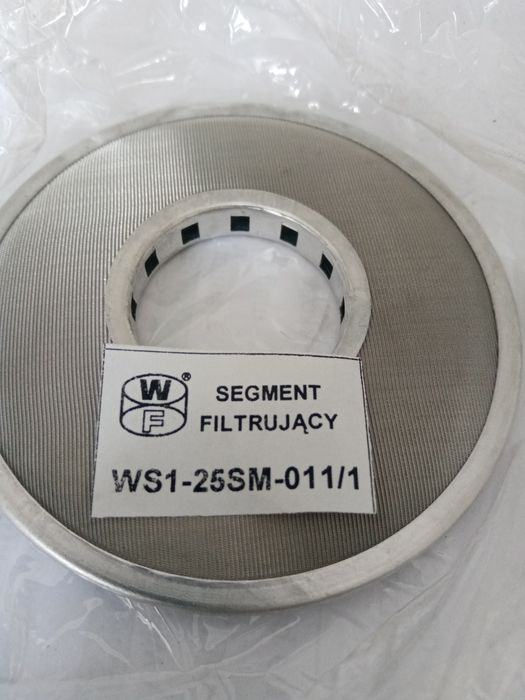 WF®
SEGMENT
FILTRUJĄCY
WS1-25SM-011/1